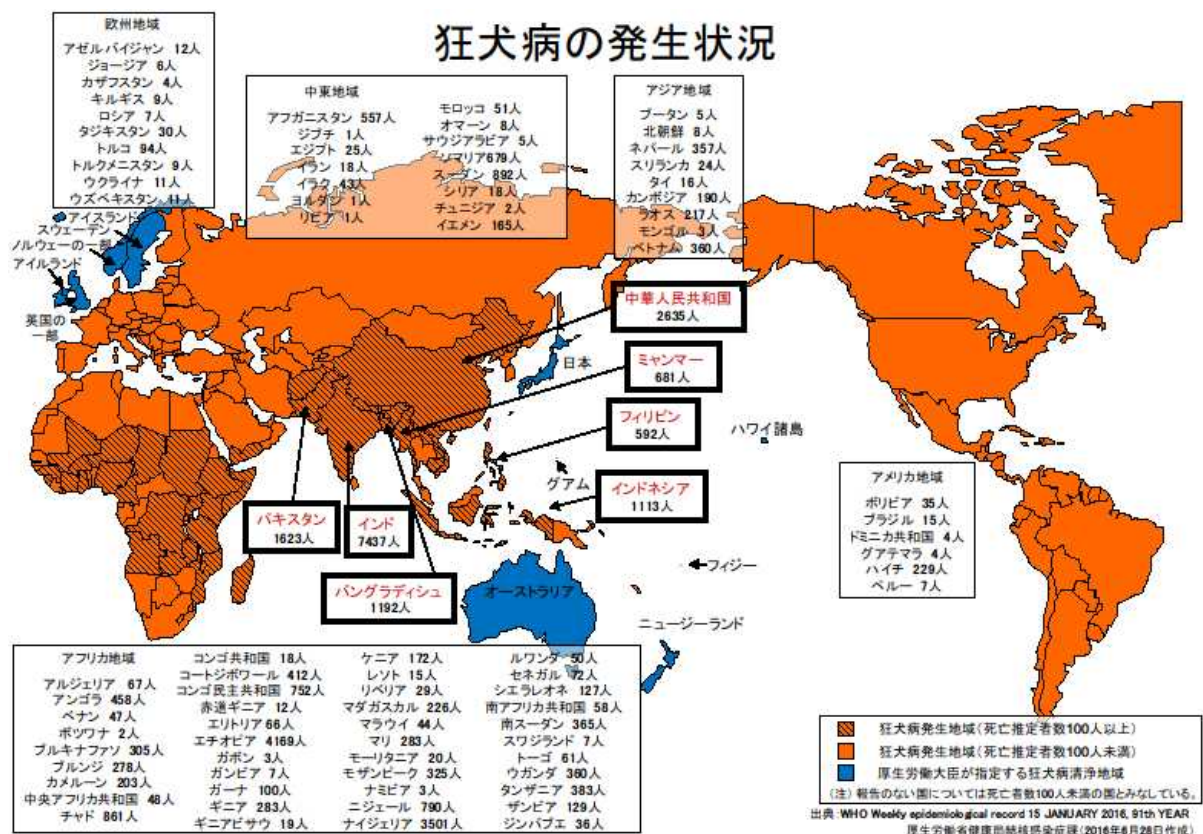 狂犬病の発生状況
欧州地域
アゼルバイジャン 12人
ジョージア 6人
カザフスタン 4人
キルギス 9人
ロシア 7人
タジキスタン 30人
トルコ 94人
トルクメニスタン 9人
ウクライナ 11人
ウズベキスタン 11人
中東地域
アフガニスタン 557人
ジブチ 1人
エジプト 25人
イラン 18人
イラク 43人
ヨルダン 1人
リビア 1人
モロッコ 51人
オマーン 8人
サウジアラビア 5人
ソマリア679人
スーダン 892人
シリア 18人
チュニジア 2人
イエメン 165人
アジア地域
ブータン 5人
北朝鮮 8人
ネパール 357人
スリランカ 24人
タイ 16人
カンボジア 190人
ラオス 217人
モンゴル 3人
ベトナム 360人
アイスランド
スウェーデン
ノルウェーの一部
アイルランド
英国の
一部
中華人民共和国
2635人
日本
ミャンマー
681人
フィリピン
592人
ハワイ諸島
グアム
インドネシア
1113人
パキスタン
1623人
インド
7437人
バングラディシュ
1192人
オーストラリア
フィジー
ニュージーランド
アメリカ地域
ボリビア 35人
ブラジル 15人
ドミニカ共和国 4人
グアテマラ 4人
ハイチ 229人
ペルー 7人
アフリカ地域
アルジェリア 67人
アンゴラ 458人
ベナン 47人
ボツワナ 2人
ブルキナファソ 305人
ブルンジ 278人
カメルーン 203人
中央アフリカ共和国 48人
チャド 861人
コンゴ共和国 18人
コートジボワール 412人
コンゴ民主共和国 752人
赤道ギニア 12人
エリトリア 66人
エチオピア 4169人
ガボン 3人
ガンビア 7人
ガーナ 100人
ギニア 283人
ギニアビサウ 19人
ケニア 172人
レソト 15人
リベリア 29人
マダガスカル 226人
マラウイ 44人
マリ 283人
モーリタニア 20人
モザンビーク 325人
ナミビア 3人
ニジェール 790人
ナイジェリア 3501人
ルワンダ 50人
セネガル 72人
シエラレオネ 127人
南アフリカ共和国 58人
南スーダン 365人
スワジランド 7人
トーゴ 61人
ウガンダ 360人
タンザニア 383人
ザンビア 129人
ジンバブエ 36人
狂犬病発生地域(死亡推定者数100人以上)
狂犬病発生地域(死亡推定者数100人未満)
厚生労働大臣が指定する狂犬病清浄地域
(注) 報告のない国については死亡者数100人未満の国とみなしている。
出典:WHO Weekly epidemiological record 15 JANUARY 2016, 91th YEAR
厚生労働省健康局結核感染症課(2016年6月28日作成)